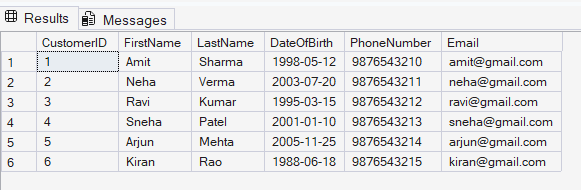 Results Messages
CustomerID FirstName LastName DateOfBirth PhoneNumber Email
1 1 Amit Sharma 1998-05-12 9876543210 amit@gmail.com
2 2 Neha Verma 2003-07-20 9876543211 neha@gmail.com
3 3 Ravi Kumar 1995-03-15 9876543212 ravi@gmail.com
4 4 Sneha Patel 2001-01-10 9876543213 sneha@gmail.com
5 5 Arjun Mehta 2005-11-25 9876543214 arjun@gmail.com
6 6 Kiran Rao 1988-06-18 9876543215 kiran@gmail.com